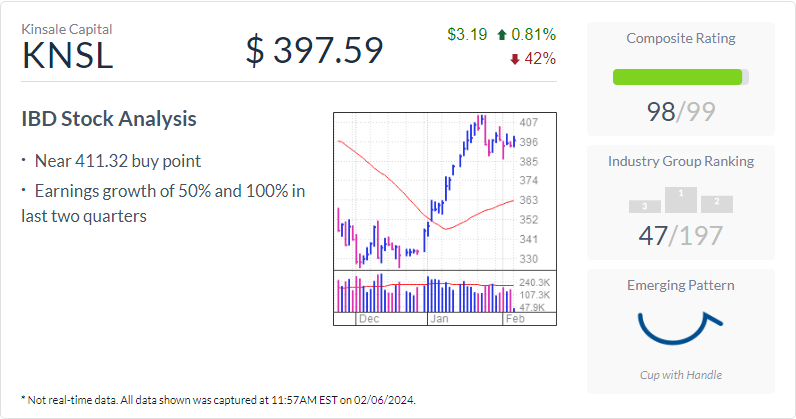 Kinsale Capital
KNSL
$ 397.59
$3.19 0.81%
42%
IBD Stock Analysis
· Near 411.32 buy point
· Earnings growth of 50% and 100% in
last two quarters
407
396
385
374
363
352
341
330
240.3K
107.3K
47.9K
Dec Jan Feb
* Not real-time data. All data shown was captured at 11:57AM EST on 02/06/2024.
Composite Rating
98/99
Industry Group Ranking
3 1 2
47/197
Emerging Pattern
Cup with Handle